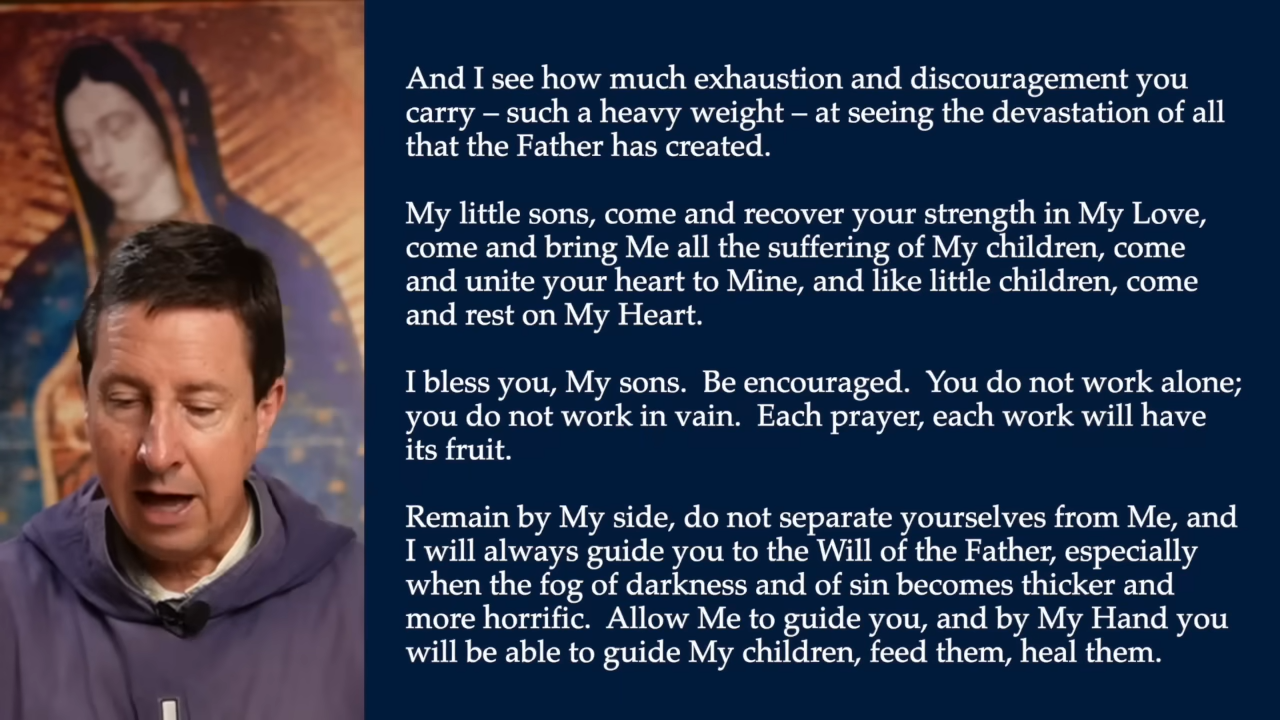 And I see how much exhaustion and discouragement you
carry – such a heavy weight – at seeing the devastation of all
that the Father has created.
My little sons, come and recover your strength in My Love,
come and bring Me all the suffering of My children, come
and unite your heart to Mine, and like little children, come
and rest on My Heart.
I bless you, My sons.  Be encouraged.  You do not work alone;
you do not work in vain.  Each prayer, each work will have
its fruit.
Remain by My side, do not separate yourselves from Me, and
I will always guide you to the Will of the Father, especially
when the fog of darkness and of sin becomes thicker and
more horrific.  Allow Me to guide you, and by My Hand you
will be able to guide My children, feed them, heal them.